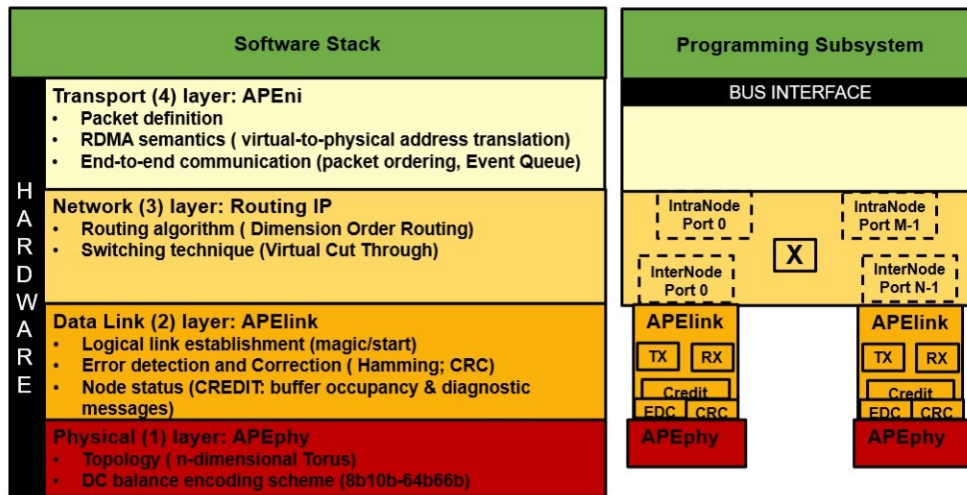 Software Stack
HARDWARE
Transport (4) layer: APEni
• Packet definition
• RDMA semantics ( virtual-to-physical address translation)
• End-to-end communication (packet ordering, Event Queue)
Network (3) layer: Routing IP
• Routing algorithm ( Dimension Order Routing)
• Switching technique (Virtual Cut Through)
Data Link (2) layer: APElink
• Logical link establishment (magic/start)
• Error detection and Correction ( Hamming; CRC)
• Node status (CREDIT: buffer occupancy & diagnostic
messages)
Physical (1) layer: APEphy
• Topology ( n-dimensional Torus)
• DC balance encoding scheme (8b10b-64b66b)
Programming Subsystem
BUS INTERFACE
IntraNode
Port 0
IntraNode
Port M-1
X
InterNode
Port 0
InterNode
Port N-1
APElink
TX RX
Credit
EDC CRC
APEphy
APElink
TX RX
Credit
EDC CRC
APEphy